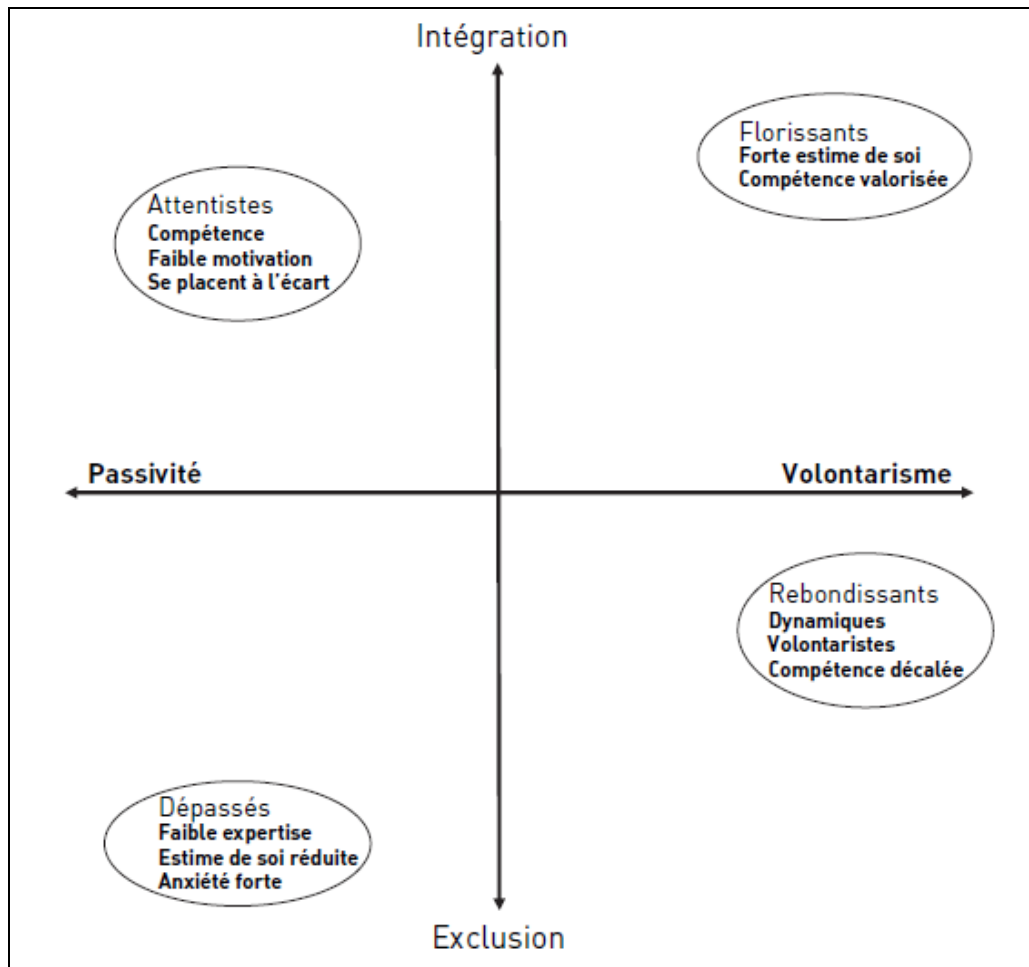 Intégration
Florissants
Forte estime de soi
Compétence valorisée
Attentistes
Compétence
Faible motivation
Se placent à l'écart
Passivité
Volontarisme
Rebondissants
Dynamiques
Volontaristes
Compétence décalée
Dépassés
Faible expertise
Estime de soi réduite
Anxiété forte
Exclusion